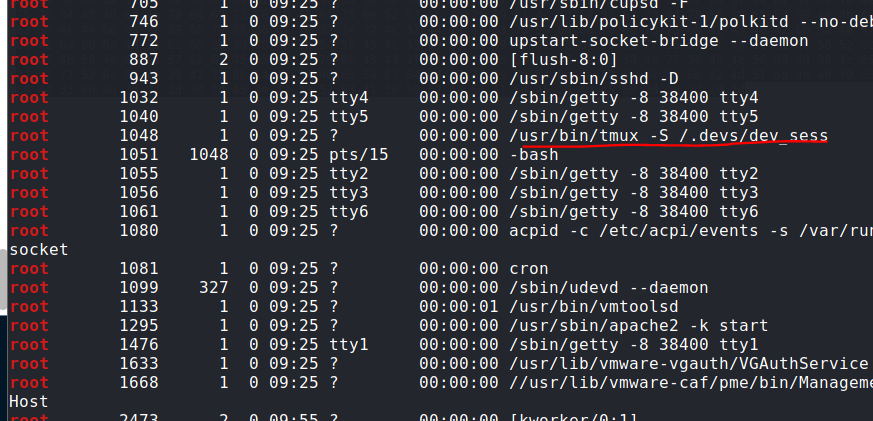 root 705 1 0 09:25 ? 00:00:00 /usr/sbin/cupsd -F
root 746 1 0 09:25 ? 00:00:00 /usr/lib/policykit-1/polkitd --no-deb
root 772 1 0 09:25 ? 00:00:00 upstart-socket-bridge --daemon
root 887 2 0 09:25 ? 00:00:00 [flush-8:0]
root 943 1 0 09:25 ? 00:00:00 /usr/sbin/sshd -D
root 1032 1 0 09:25 tty4 00:00:00 /sbin/getty -8 38400 tty4
root 1040 1 0 09:25 tty5 00:00:00 /sbin/getty -8 38400 tty5
root 1048 1 0 09:25 ? 00:00:00 /usr/bin/tmux -S /.devs/dev_sess
root 1051 1048 0 09:25 pts/15 00:00:00 -bash
root 1055 1 0 09:25 tty2 00:00:00 /sbin/getty -8 38400 tty2
root 1056 1 0 09:25 tty3 00:00:00 /sbin/getty -8 38400 tty3
root 1061 1 0 09:25 tty6 00:00:00 /sbin/getty -8 38400 tty6
root 1080 1 0 09:25 ? 00:00:00 acpid -c /etc/acpi/events -s /var/run
socket
root 1081 1 0 09:25 ? 00:00:00 cron
root 1099 327 0 09:25 ? 00:00:00 /sbin/udevd --daemon
root 1133 1 0 09:25 ? 00:00:01 /usr/bin/vmtoolsd
root 1295 1 0 09:25 ? 00:00:00 /usr/sbin/apache2 -k start
root 1476 1 0 09:25 tty1 00:00:00 /sbin/getty -8 38400 tty1
root 1633 1 0 09:25 ? 00:00:00 /usr/lib/vmware-vgauth/VGAuthService
root 1668 1 0 09:25 ? 00:00:00 //usr/lib/vmware-caf/pme/bin/Manageme
Host
root 2473 2 0 09:55 ? 00:00:00 [kworker/0:1]